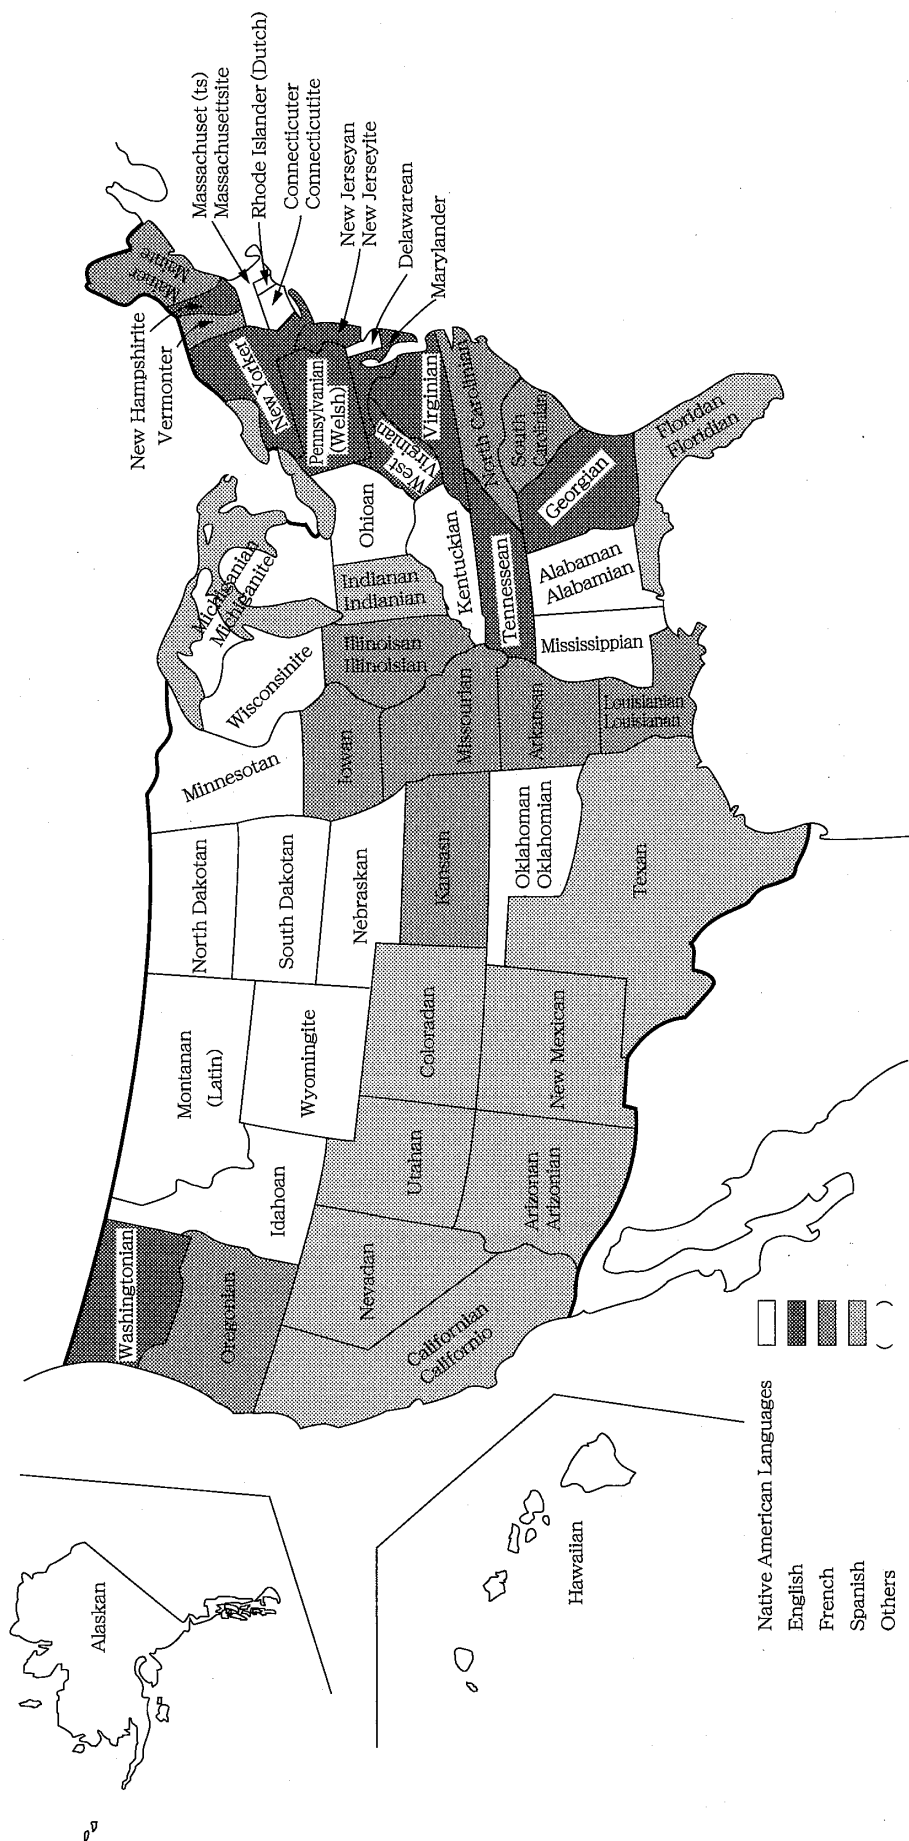 Alaskan
Hawaiian
Washingtonian
Oregonian
Californian
Californio
Nevadan
Idahoan
Utahan
Arizonan
Arizonian
Montanan
(Latin)
Wyomingite
Coloradan
New Mexican
North Dakotan
South Dakotan
Nebraskan
Kansasn
Oklahoman
Oklahomian
Texan
Minnesotan
Iowan
Missourian
Arkansan
Louisianian
Louisianan
Wisconsinite
Illinoisan
Illinoisian
Michiganian
Michiganite
Indianan
Indianian
Ohioan
Kentuckian
Tennessean
Mississippian
Alabaman
Alabamian
Georgian
Floridan
Floridian
South
Carolinian
North Carolinian
Virginian
West
Virginian
Pennsylvanian
(Welsh)
New Yorker
New Hampshirite
Vermonter
Mainer
Mainite
Massachuset (ts)
Massachusettsite
Rhode Islander (Dutch)
Connecticuter
Connecticutite
New Jerseyan
New Jerseyite
Delawarean
Marylander
Native American Languages
English
French
Spanish
Others ( )